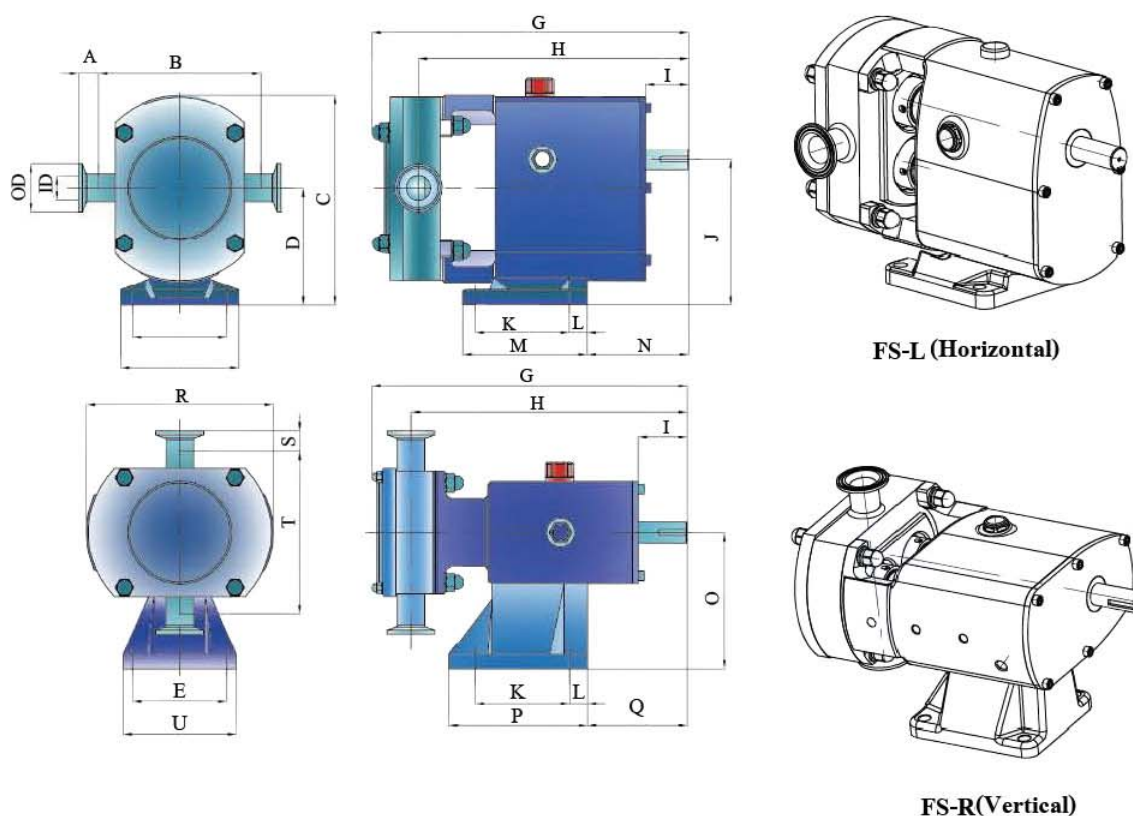 G
A B H
I
OD ID D C J
K L
M N
FS-L (Horizontal)
G
R H
S I
T O
E K L
U P Q
FS-R(Vertical)